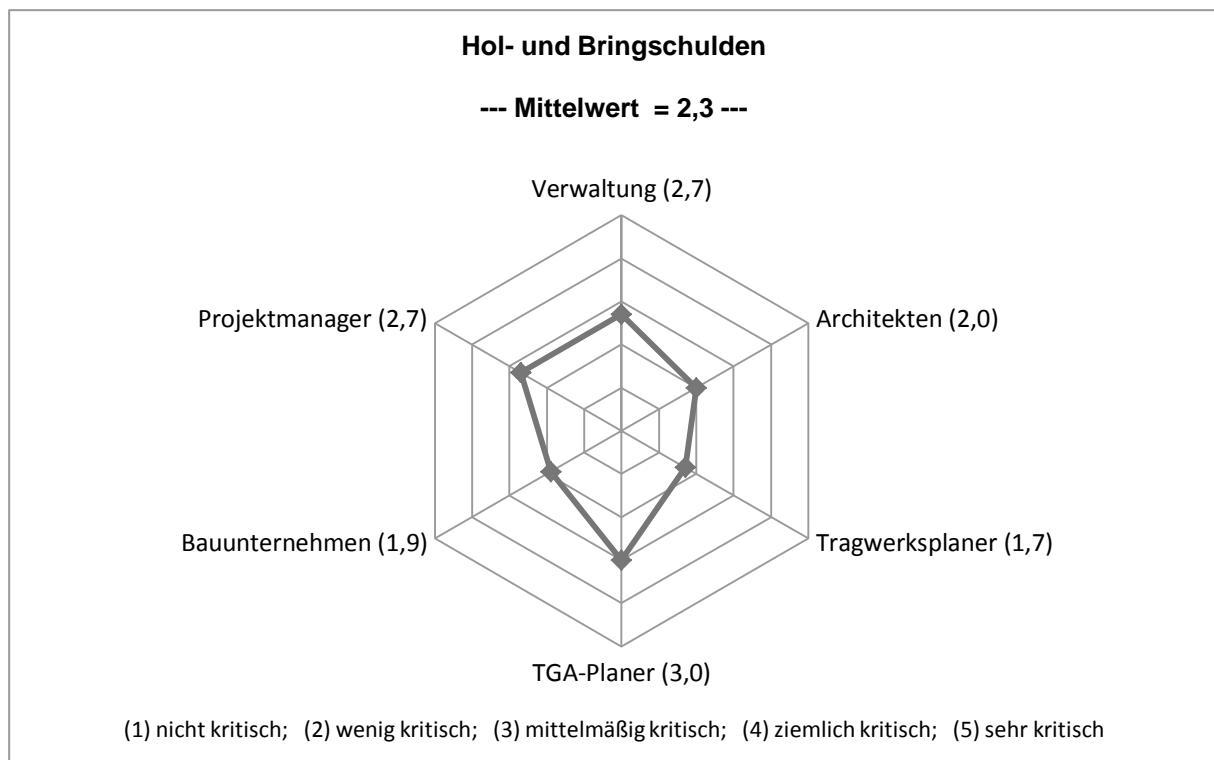 Hol- und Bringschulden
--- Mittelwert = 2,3 ---
Verwaltung (2,7)
Projektmanager (2,7)
Architekten (2,0)
Bauunternehmen (1,9)
Tragwerksplaner (1,7)
TGA-Planer (3,0)
(1) nicht kritisch; (2) wenig kritisch; (3) mittelmäßig kritisch; (4) ziemlich kritisch; (5) sehr kritisch